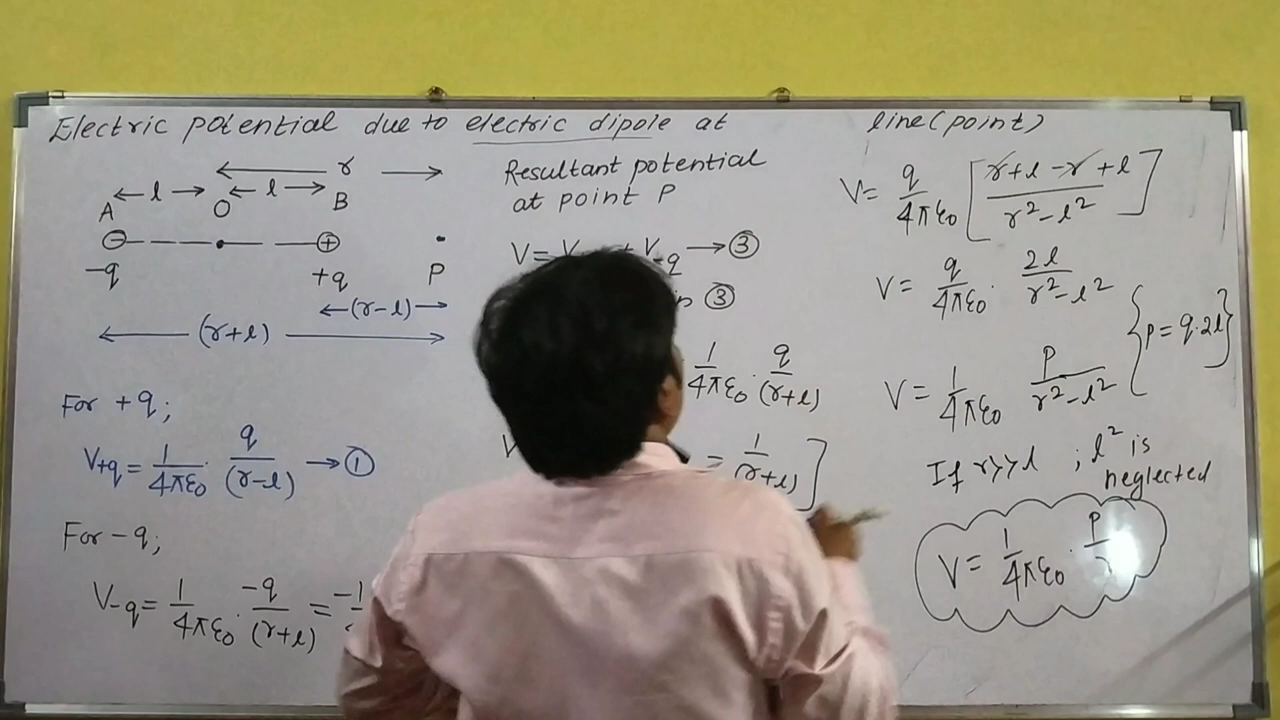 Electric potential due to electric dipole at line (point)
r
l l
A O B
-q +q P
(r-l)
(r+l)
For +q;
V+q = 1/4πε0 · q/(r-l) → ①
For -q;
V-q = 1/4πε0 · -q/(r+l) = -1
Resultant potential
at point P
V = V + V-q → ③
③
1/4πε0 · q/(r+l)
= 1/(r+l) ]
V = q/4πε0 [ r+l-r+l / r²-l² ]
V = q/4πε0 · 2l/r²-l²
{ p = q·2l }
V = 1/4πε0 P/r²-l²
If r>>l ; l² is
neglected
V = 1/4πε0 · P/